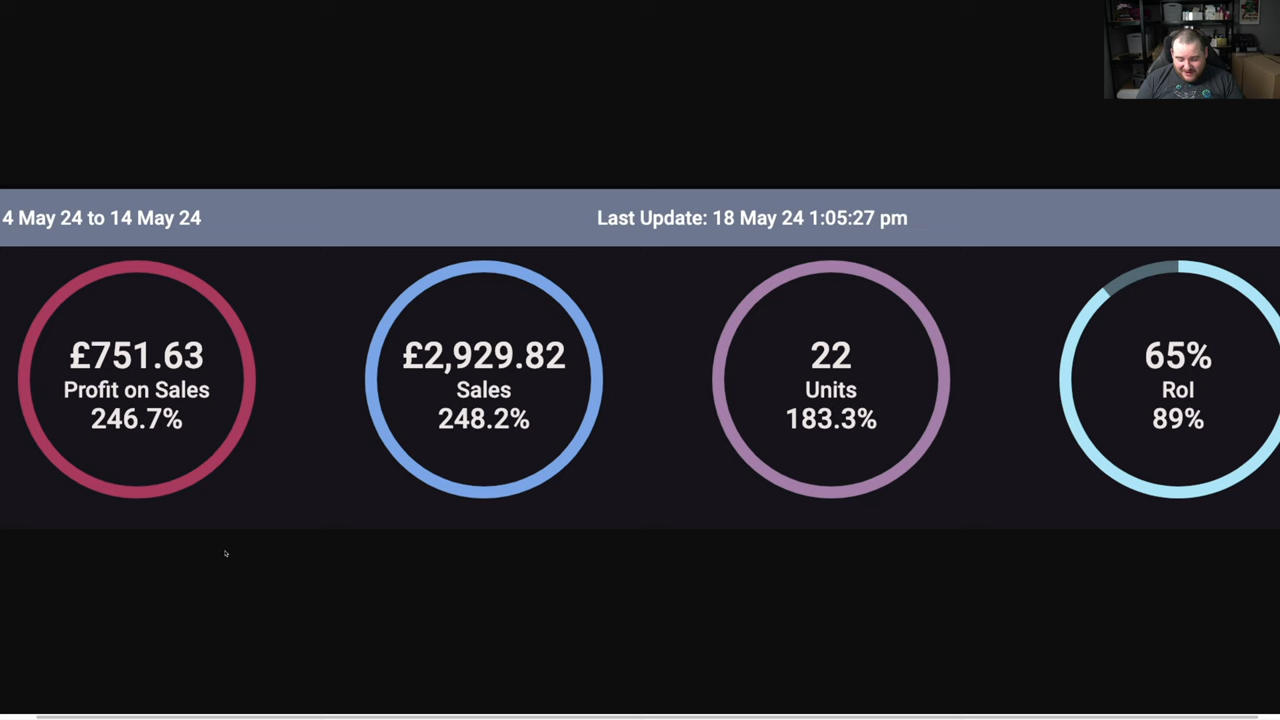 4 May 24 to 14 May 24
Last Update: 18 May 24 1:05:27 pm
£751.63
Profit on Sales
246.7%
£2,929.82
Sales
248.2%
22
Units
183.3%
65%
RoI
89%